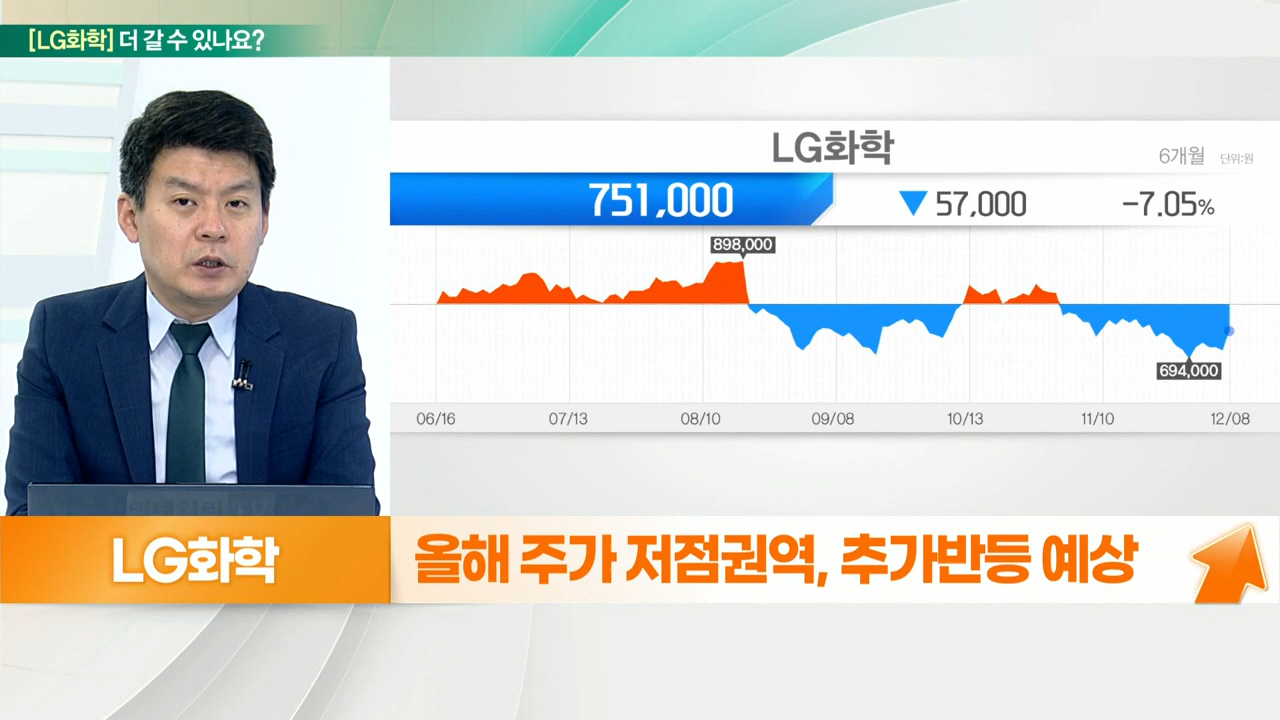 [LG화학] 더 갈 수 있나요?
LG화학
6개월 단위:원
751,000 ▼ 57,000 -7.05%
898,000
694,000
06/16 07/13 08/10 09/08 10/13 11/10 12/08
LG화학
올해 주가 저점권역, 추가반등 예상